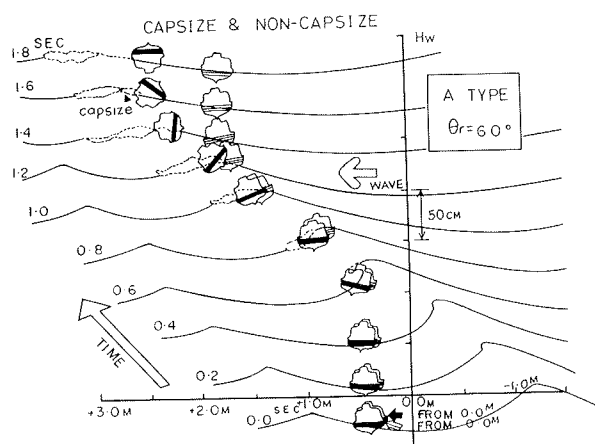 CAPSIZE & NON-CAPSIZE
SEC
Hw
1.8
1.6
A TYPE
capsize
θr=60°
1.4
1.2
WAVE
1.0
50CM
0.8
0.6
0.4
TIME
0.2
+3.0M +2.0M +1.0M 0.0M -1.0M
0.0 SEC
FROM 0.0M
FROM 0.0M